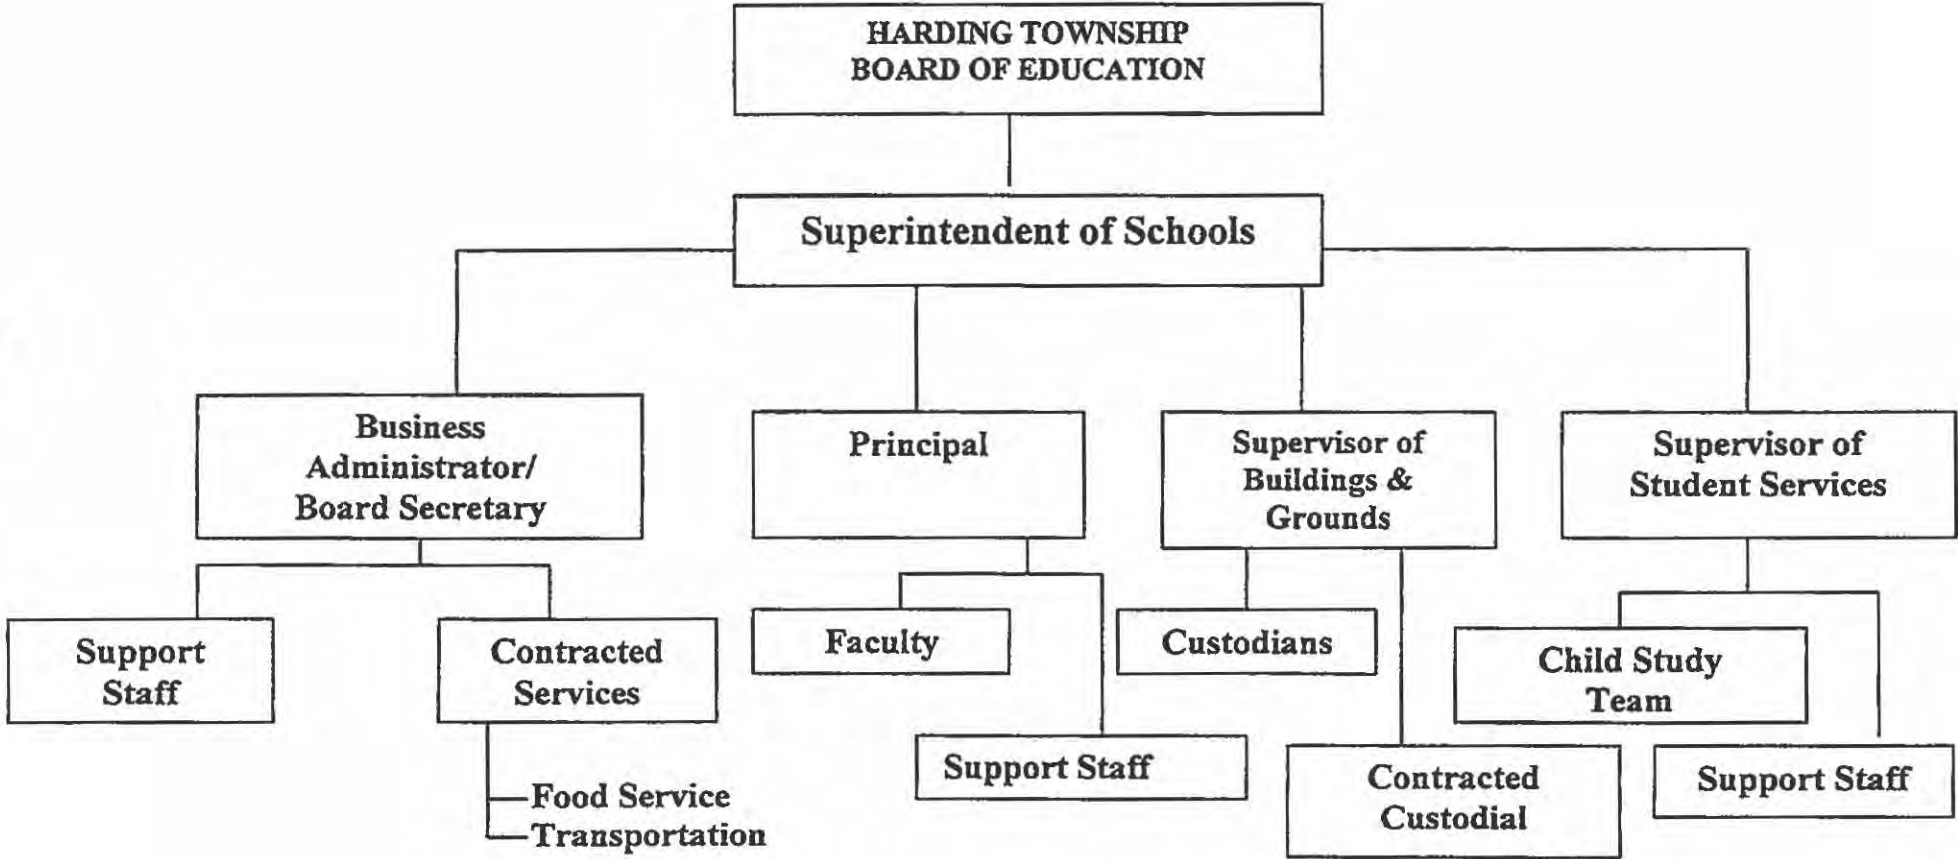 HARDING TOWNSHIP
BOARD OF EDUCATION
Superintendent of Schools
Business
Administrator/
Board Secretary
Principal
Supervisor of
Buildings &
Grounds
Supervisor of
Student Services
Support
Staff
Contracted
Services
Faculty
Custodians
Child Study
Team
Support Staff
Contracted
Custodial
Support Staff
Food Service
Transportation